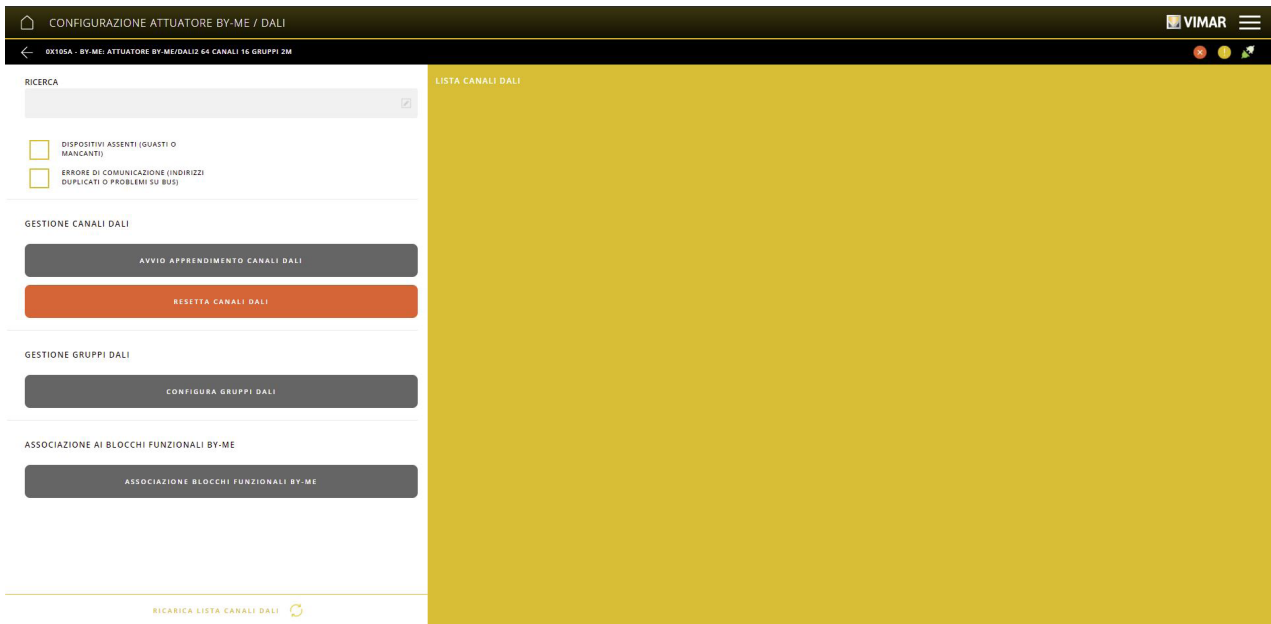 CONFIGURAZIONE ATTUATORE BY-ME / DALI
VIMAR
0X105A - BY-ME: ATTUATORE BY-ME/DALI2 64 CANALI 16 GRUPPI 2M
RICERCA
DISPOSITIVI ASSENTI (GUASTI O
MANCANTI)
ERRORE DI COMUNICAZIONE (INDIRIZZI
DUPLICATI O PROBLEMI SU BUS)
GESTIONE CANALI DALI
AVVIO APPRENDIMENTO CANALI DALI
RESETTA CANALI DALI
GESTIONE GRUPPI DALI
CONFIGURA GRUPPI DALI
ASSOCIAZIONE AI BLOCCHI FUNZIONALI BY-ME
ASSOCIAZIONE BLOCCHI FUNZIONALI BY-ME
RICARICA LISTA CANALI DALI
LISTA CANALI DALI